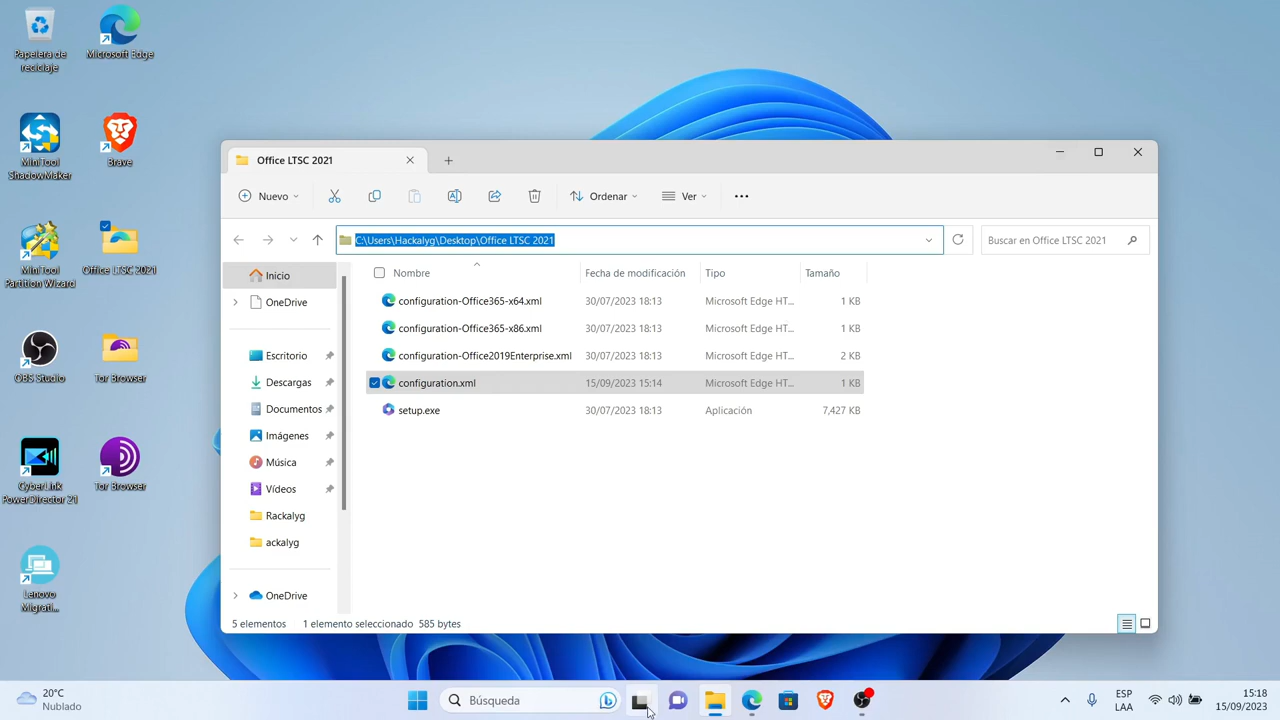 Papelera de
reciclaje
Microsoft Edge
MiniTool
ShadowMaker
Brave
MiniTool
Partition Wizard
Office LTSC 2021
OBS Studio
Tor Browser
CyberLink
PowerDirector 21
Tor Browser
Lenovo
Migrati...
Office LTSC 2021
Nuevo
Ordenar
Ver
C:\Users\Hackalyg\Desktop\Office LTSC 2021
Buscar en Office LTSC 2021
Inicio
OneDrive
Escritorio
Descargas
Documentos
Imágenes
Música
Vídeos
Rackalyg
ackalyg
OneDrive
Nombre Fecha de modificación Tipo Tamaño
configuration-Office365-x64.xml 30/07/2023 18:13 Microsoft Edge HT... 1 KB
configuration-Office365-x86.xml 30/07/2023 18:13 Microsoft Edge HT... 1 KB
configuration-Office2019Enterprise.xml 30/07/2023 18:13 Microsoft Edge HT... 2 KB
configuration.xml 15/09/2023 15:14 Microsoft Edge HT... 1 KB
setup.exe 30/07/2023 18:13 Aplicación 7,427 KB
5 elementos 1 elemento seleccionado 585 bytes
20°C
Nublado
Búsqueda
ESP
LAA
15:18
15/09/2023